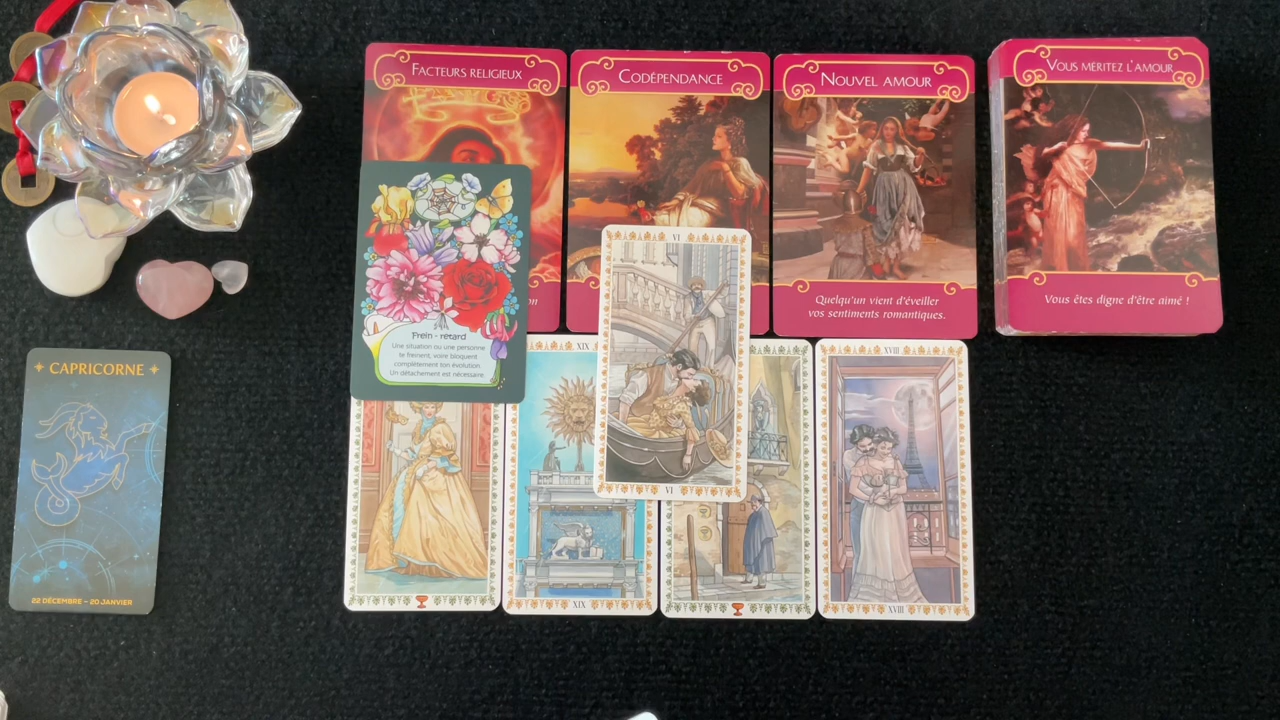 FACTEURS RELIGIEUX
CODÉPENDANCE
NOUVEL AMOUR
VOUS MERITEZ L'AMOUR
Quelqu'un vient d'éveiller
vos sentiments romantiques.
Vous êtes digne d'être aimé !
Frein - retard
Une situation ou une personne
te freinent, voire bloquent
complètement ton évolution.
Un détachement est nécessaire.
VI
VI
CAPRICORNE
22 DÉCEMBRE – 20 JANVIER
XIX
XIX
XVIII
XVIII